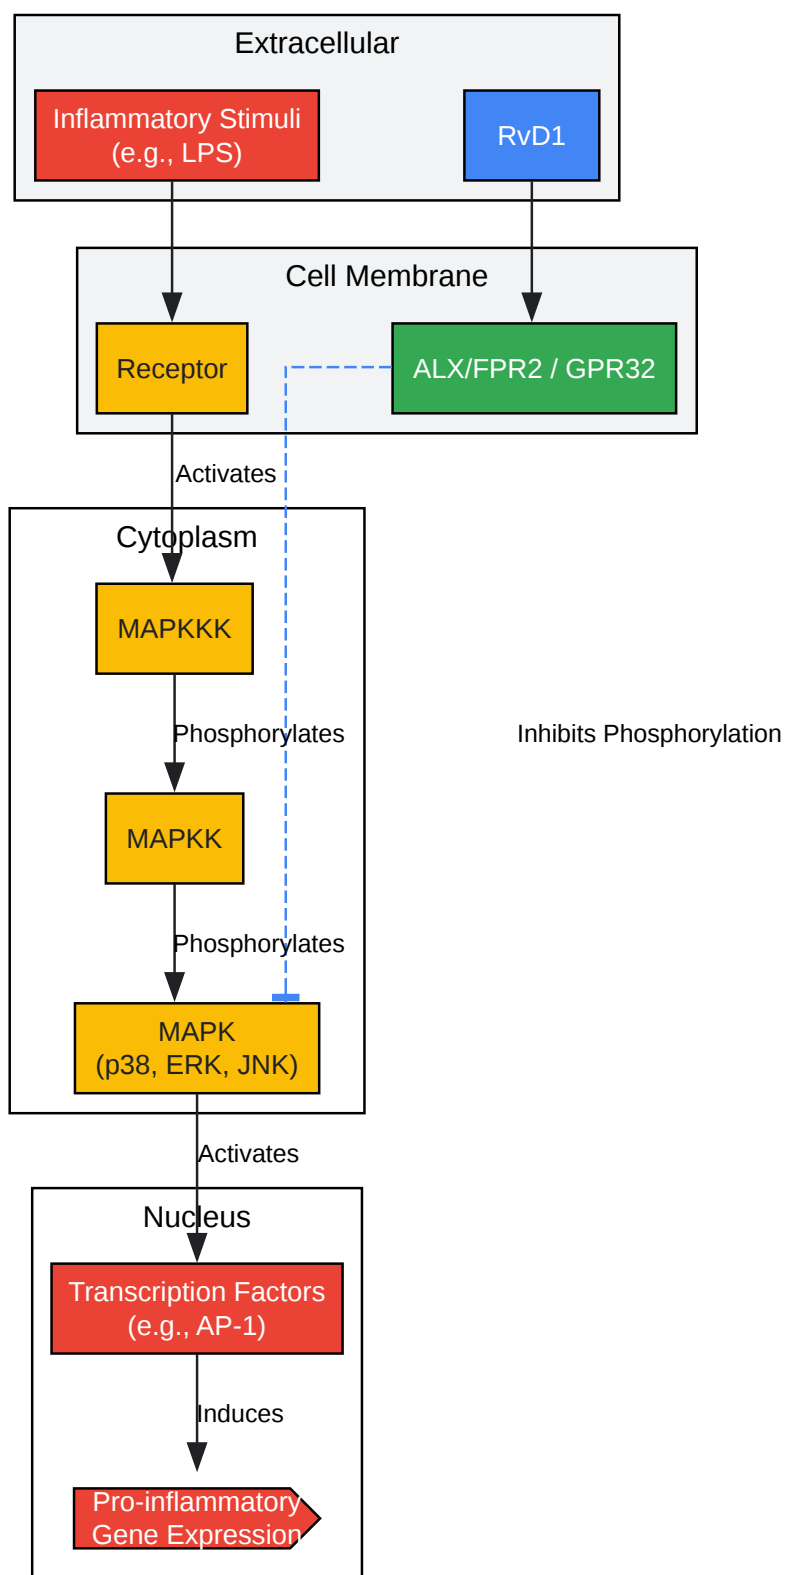 Extracellular
Inflammatory Stimuli
(e.g., LPS)
RvD1
Cell Membrane
Receptor
ALX/FPR2 / GPR32
Activates
Cytoplasm
MAPKKK
Phosphorylates
Inhibits Phosphorylation
MAPKK
Phosphorylates
MAPK
(p38, ERK, JNK)
Activates
Nucleus
Transcription Factors
(e.g., AP-1)
Induces
Pro-inflammatory
Gene Expression